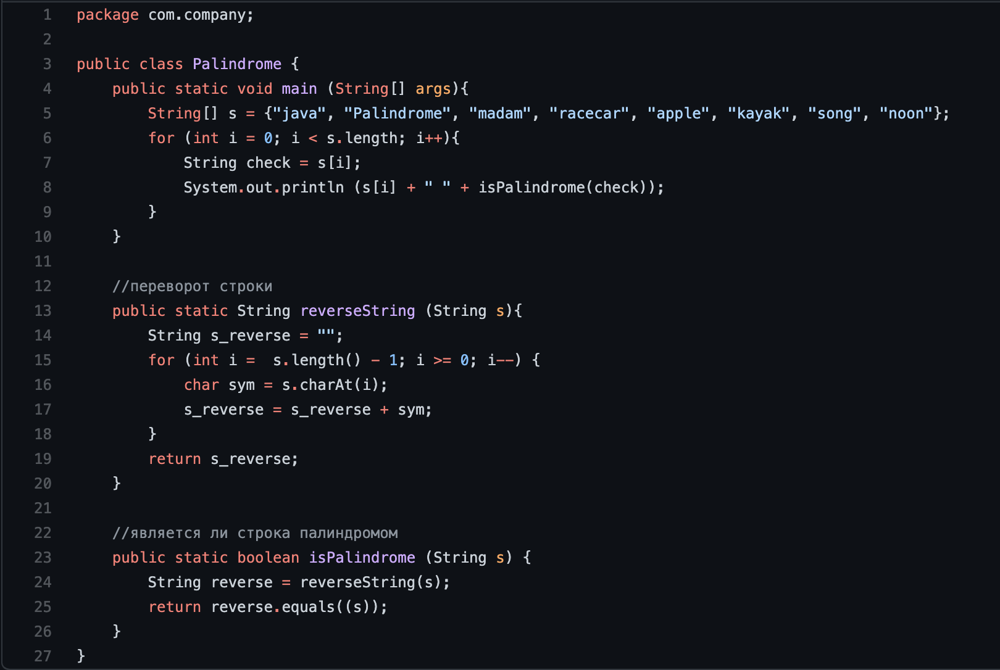 1 package com.company;
2
3 public class Palindrome {
4     public static void main (String[] args){
5         String[] s = {"java", "Palindrome", "madam", "racecar", "apple", "kayak", "song", "noon"};
6         for (int i = 0; i < s.length; i++){
7             String check = s[i];
8             System.out.println (s[i] + " " + isPalindrome(check));
9         }
10     }
11
12     //переворот строки
13     public static String reverseString (String s){
14         String s_reverse = "";
15         for (int i =  s.length() - 1; i >= 0; i--) {
16             char sym = s.charAt(i);
17             s_reverse = s_reverse + sym;
18         }
19         return s_reverse;
20     }
21
22     //является ли строка палиндромом
23     public static boolean isPalindrome (String s) {
24         String reverse = reverseString(s);
25         return reverse.equals((s));
26     }
27 }